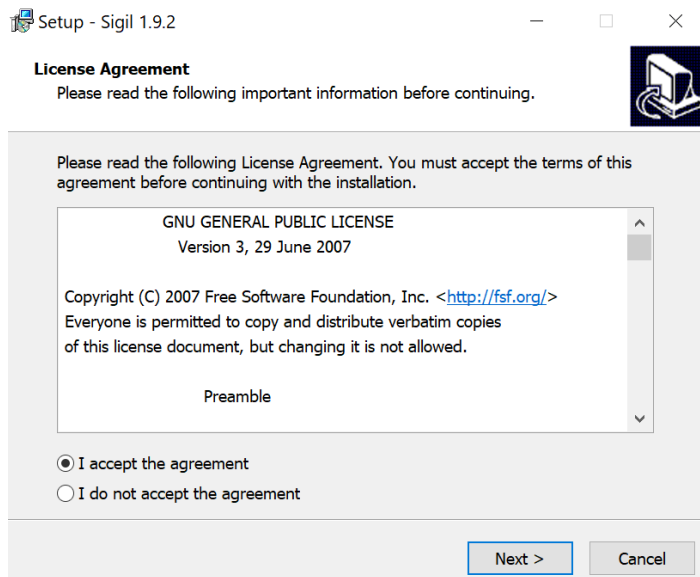 Setup - Sigil 1.9.2
License Agreement
Please read the following important information before continuing.
Please read the following License Agreement. You must accept the terms of this
agreement before continuing with the installation.
GNU GENERAL PUBLIC LICENSE
Version 3, 29 June 2007
Copyright (C) 2007 Free Software Foundation, Inc. <http://fsf.org/>
Everyone is permitted to copy and distribute verbatim copies
of this license document, but changing it is not allowed.
Preamble
I accept the agreement
I do not accept the agreement
Next >
Cancel